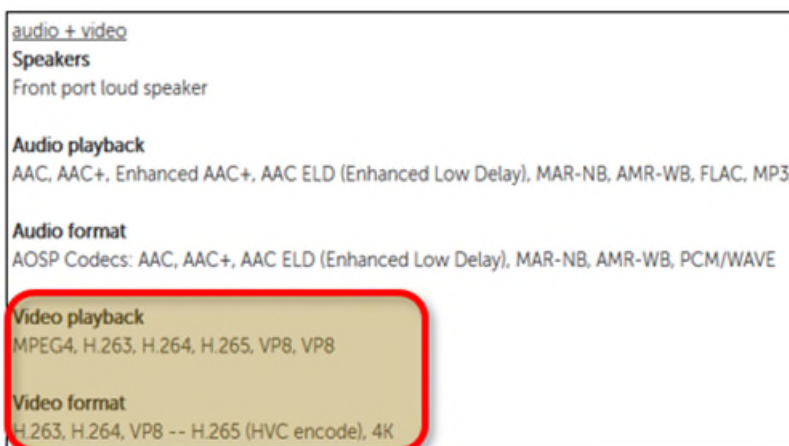 audio + video
Speakers
Front port loud speaker
Audio playback
AAC, AAC+, Enhanced AAC+, AAC ELD (Enhanced Low Delay), MAR-NB, AMR-WB, FLAC, MP3
Audio format
AOSP Codecs: AAC, AAC+, AAC ELD (Enhanced Low Delay), MAR-NB, AMR-WB, PCM/WAVE
Video playback
MPEG4, H.263, H.264, H.265, VP8, VP8
Video format
H.263, H.264, VP8 -- H.265 (HVC encode), 4K